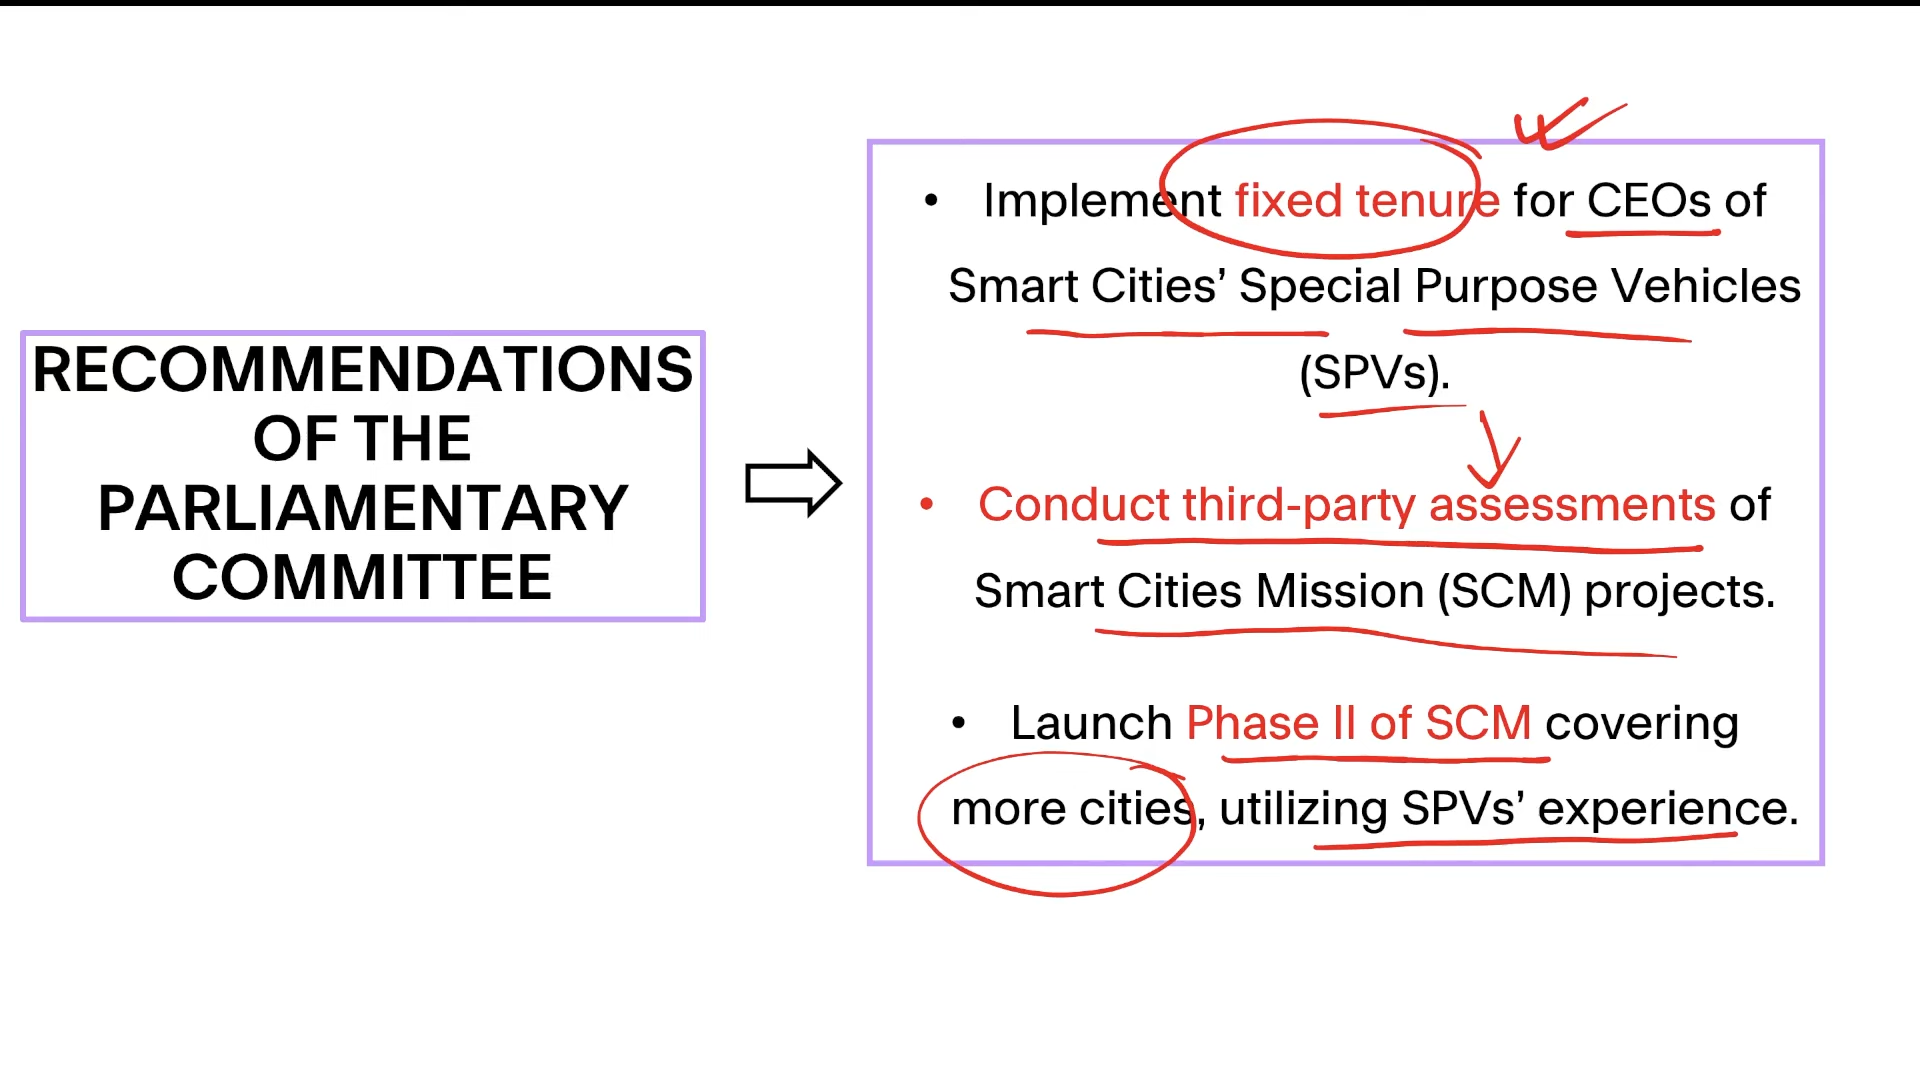 RECOMMENDATIONS
OF THE
PARLIAMENTARY
COMMITTEE
• Implement fixed tenure for CEOs of
Smart Cities’ Special Purpose Vehicles
(SPVs).
• Conduct third-party assessments of
Smart Cities Mission (SCM) projects.
• Launch Phase II of SCM covering
more cities, utilizing SPVs’ experience.